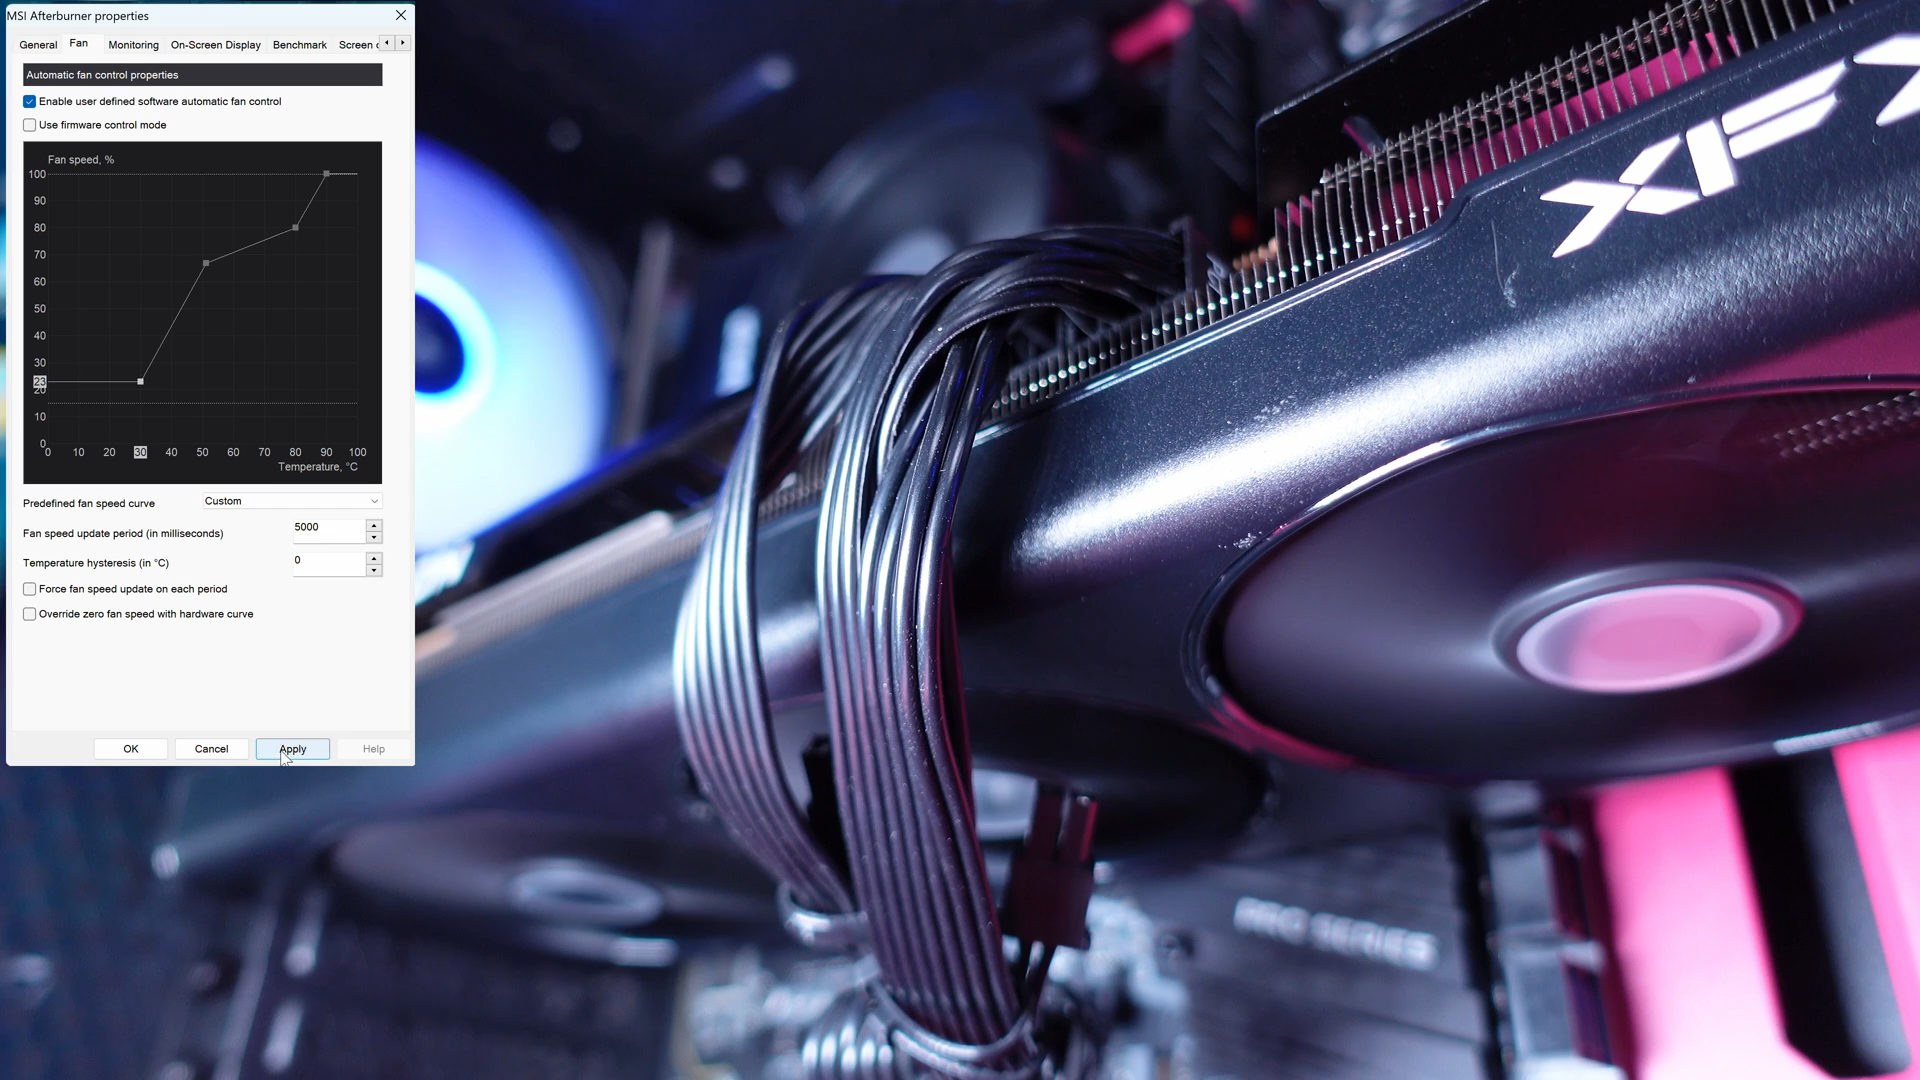 MSI Afterburner properties
General Fan Monitoring On-Screen Display Benchmark Screen
Automatic fan control properties
Enable user defined software automatic fan control
Use firmware control mode
Fan speed, %
100
90
80
70
60
50
40
30
23
20
10
0
0 10 20 30 40 50 60 70 80 90 100
Temperature, °C
Predefined fan speed curve Custom
Fan speed update period (in milliseconds) 5000
Temperature hysteresis (in °C) 0
Force fan speed update on each period
Override zero fan speed with hardware curve
OK Cancel Apply Help
XFX
PRO SERIES